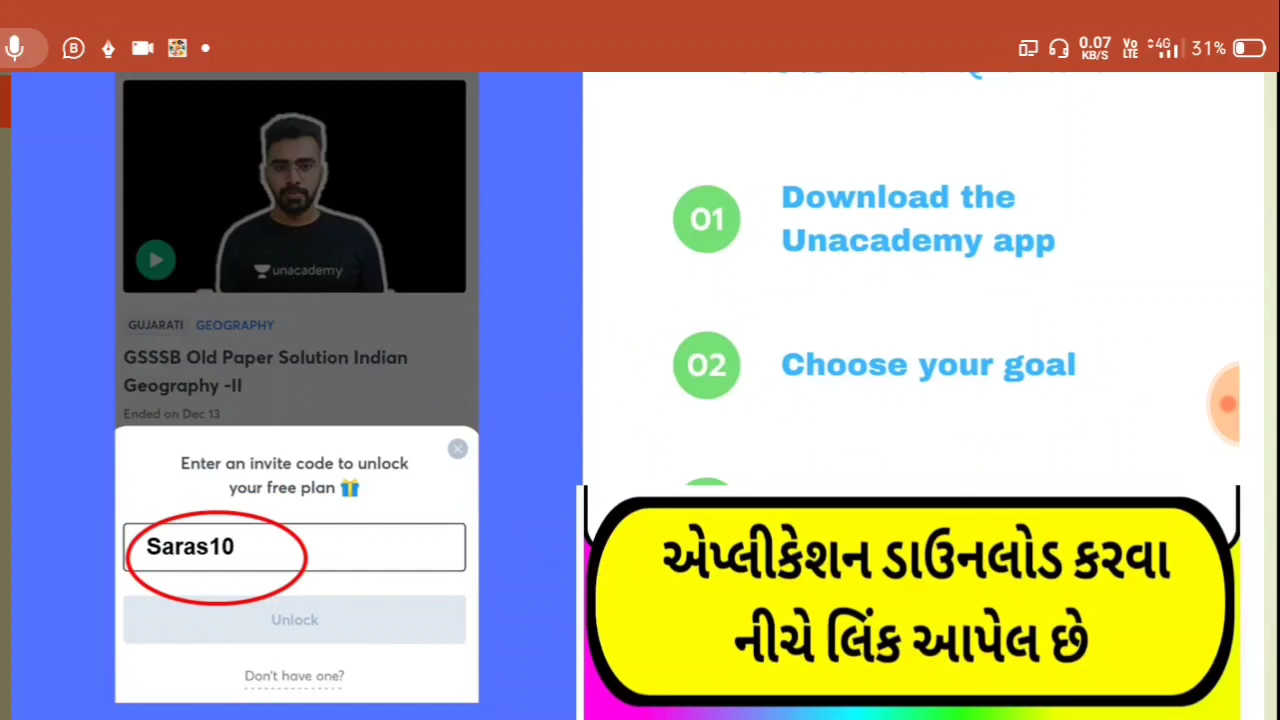 B
0.07
KB/S
Vo
LTE
4G
31%
unacademy
GUJARATI GEOGRAPHY
GSSSB Old Paper Solution Indian
Geography -II
Ended on Dec 13
Enter an invite code to unlock
your free plan
Saras10
Unlock
Don't have one?
01
Download the
Unacademy app
02
Choose your goal
એપ્લીકેશન ડાઉનલોડ કરવા
નીચે લિંક આપેલ છે